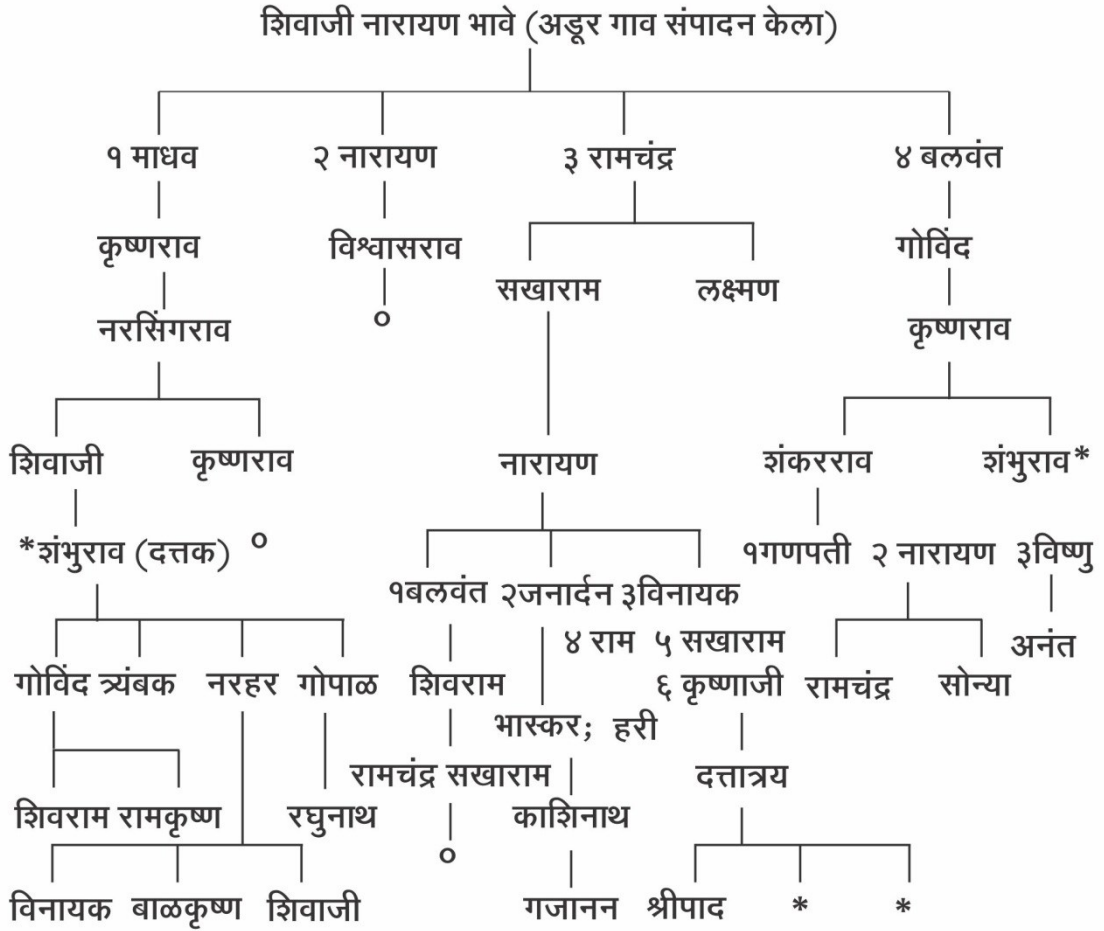 शिवाजी नारायण भावे (अडूर गाव संपादन केला)
१ माधव २ नारायण ३ रामचंद्र ४ बलवंत
कृष्णराव विश्वासराव गोविंद
सखाराम लक्ष्मण
नरसिंगराव ० कृष्णराव
शिवाजी कृष्णराव नारायण शंकरराव शंभुराव*
*शंभुराव (दत्तक) ० १गणपती २ नारायण ३विष्णु
१बलवंत २जनार्दन ३विनायक
४ राम ५ सखाराम अनंत
गोविंद त्र्यंबक नरहर गोपाळ शिवराम ६ कृष्णाजी रामचंद्र सोन्या
भास्कर; हरी
रामचंद्र सखाराम दत्तात्रय
शिवराम रामकृष्ण रघुनाथ काशिनाथ
०
विनायक बाळकृष्ण शिवाजी गजानन श्रीपाद * *